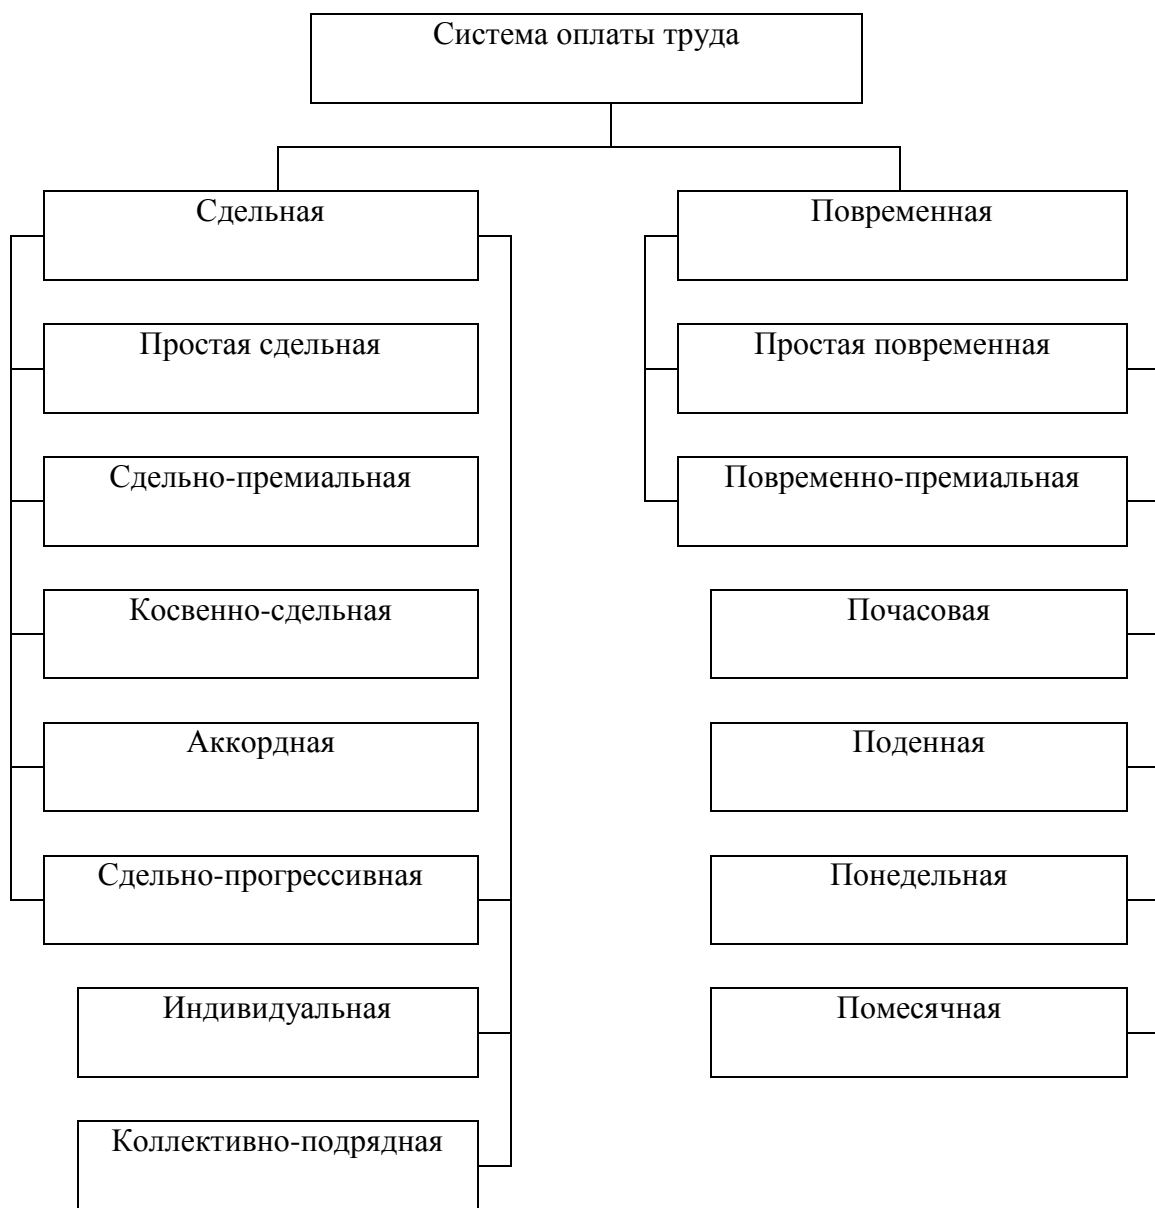 Система оплаты труда
Сдельная
Повременная
Простая сдельная
Простая повременная
Сдельно-премиальная
Повременно-премиальная
Косвенно-сдельная
Почасовая
Аккордная
Поденная
Сдельно-прогрессивная
Понедельная
Индивидуальная
Помесячная
Коллективно-подрядная